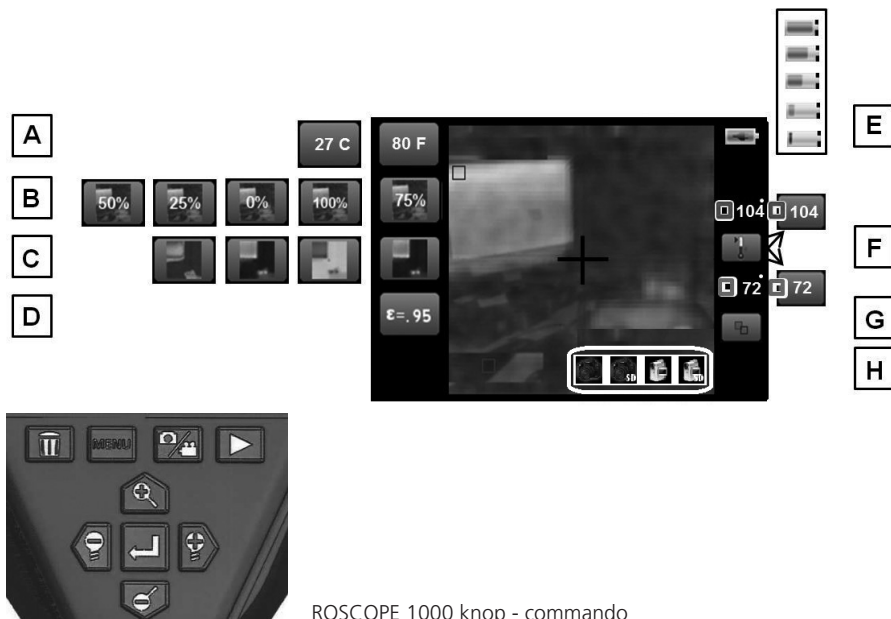 A
27 C
80 F
E
B
50%
25%
0%
100%
75%
104
104
C
F
D
ε=.95
72
72
G
H
SD
SD
MENU
ROSCOPE 1000 knop - commando